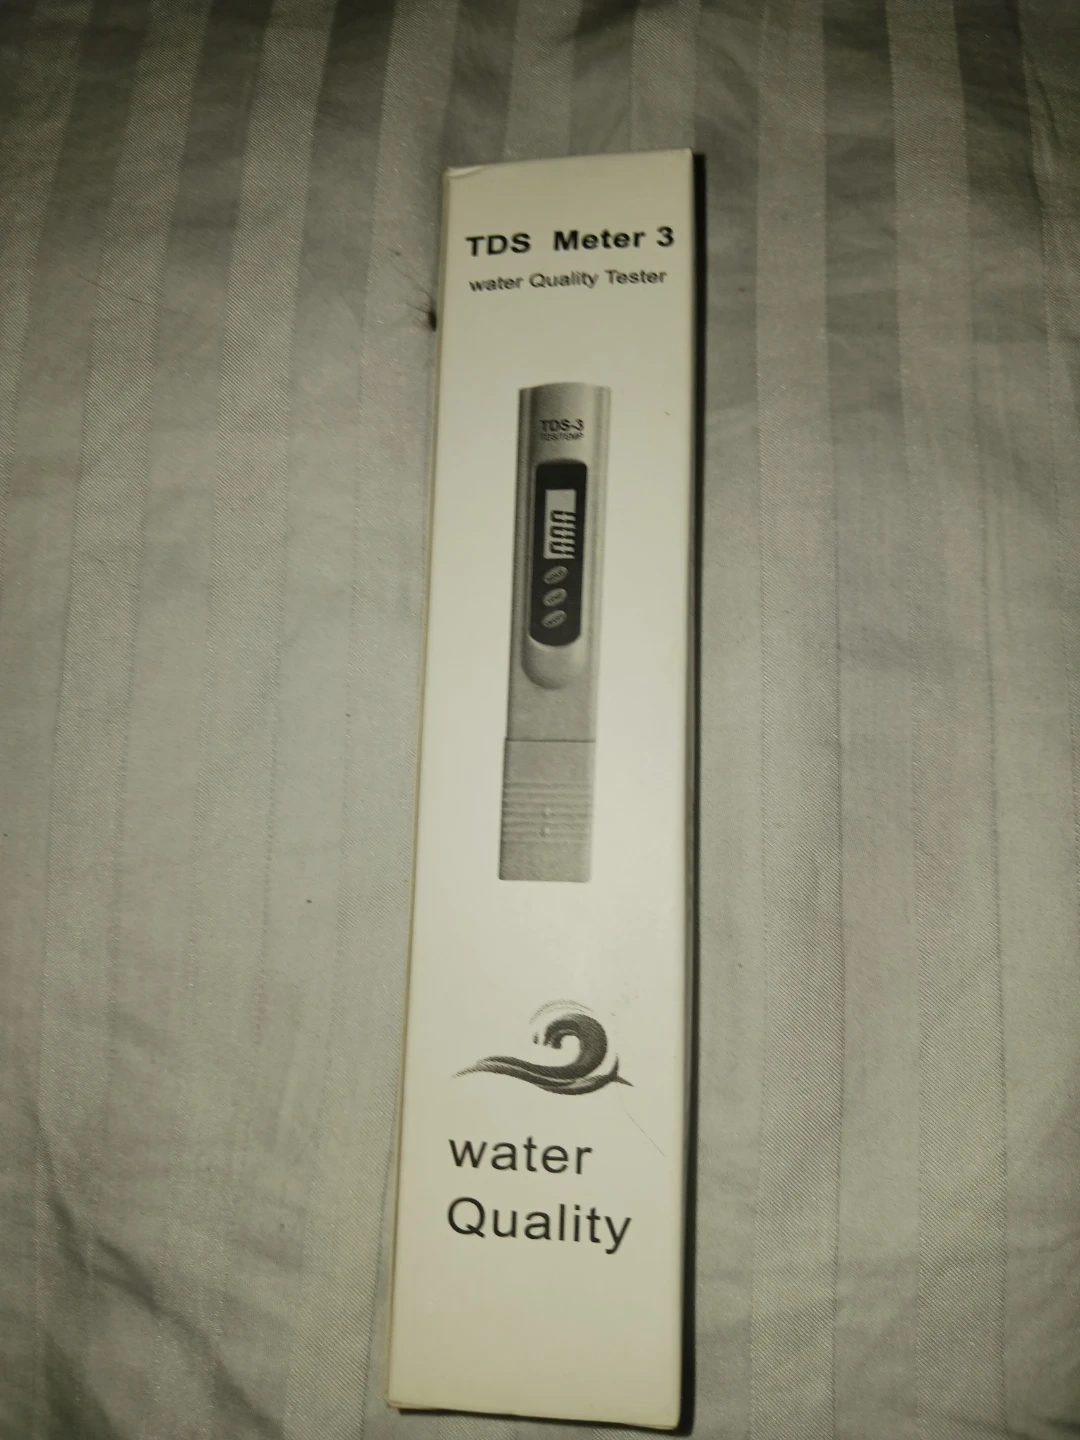 TDS Meter 3
water Quality Tester
TDS-3
water
Quality